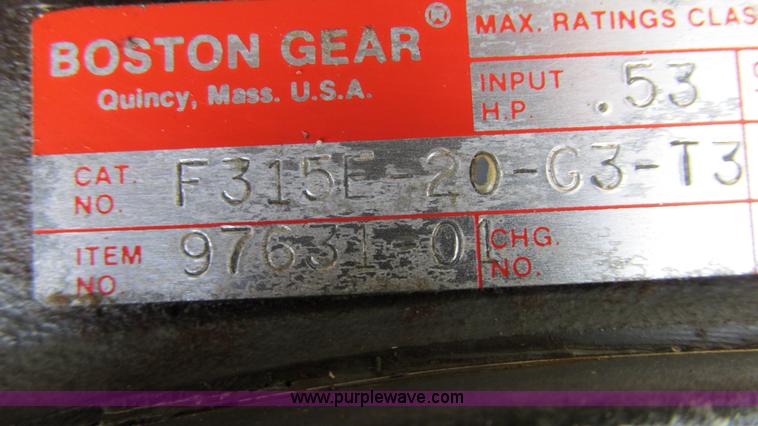 BOSTON GEAR ®
Quincy, Mass. U.S.A.
MAX. RATINGS CLAS
INPUT H.P. .53
CAT. NO. F315E-20-G3-T3
ITEM NO. 97631-01
CHG. NO.
www.purplewave.com